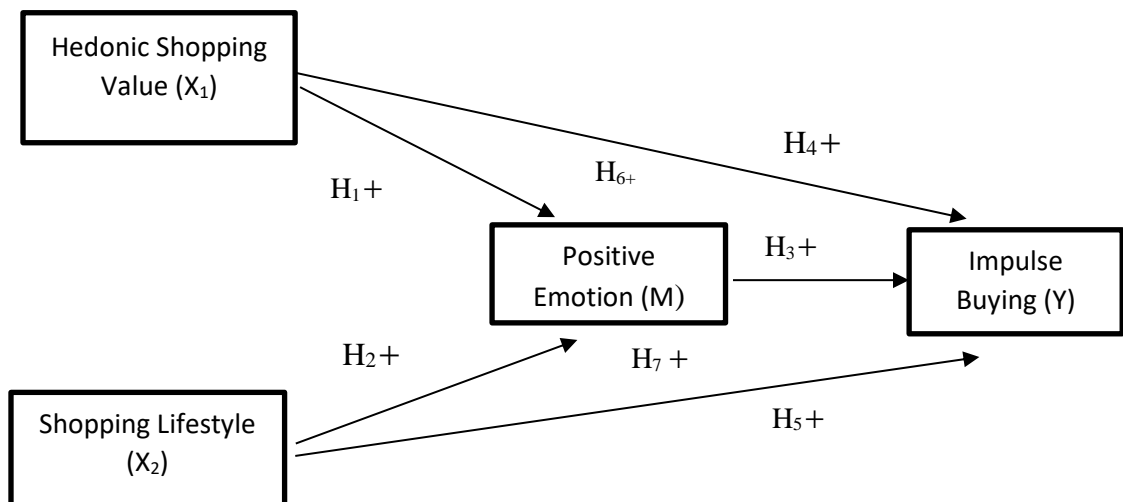 Hedonic Shopping
Value (X₁)
H₄+
H₆₊
H₁+
Positive
Emotion (M)
H₃+
Impulse
Buying (Y)
H₂+
H₇ +
Shopping Lifestyle
(X₂)
H₅+